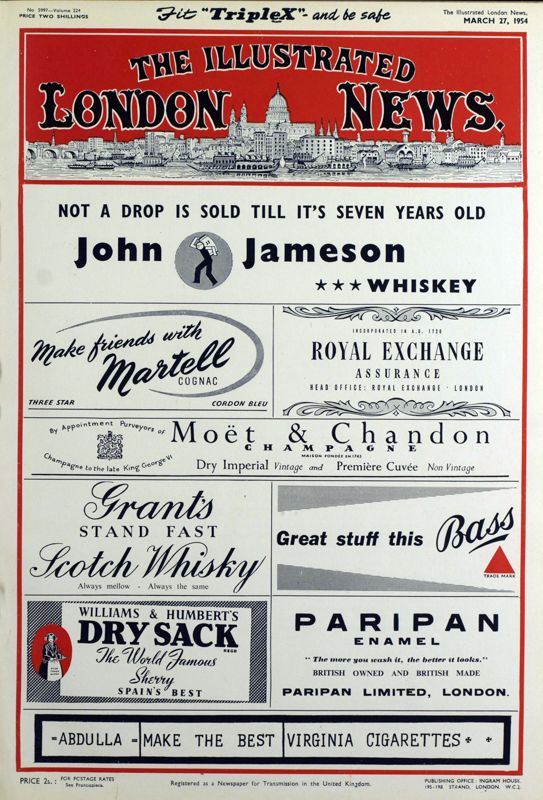 No 5997—Volume 224
PRICE TWO SHILLINGS
Fit "TripleX"- and be safe
The Illustrated London News,
MARCH 27, 1954
THE ILLUSTRATED
LONDON NEWS.
NOT A DROP IS SOLD TILL IT'S SEVEN YEARS OLD
John Jameson
★★★ WHISKEY
Make friends with
Martell
COGNAC
THREE STAR CORDON BLEU
INCORPORATED IN A.D. 1720
ROYAL EXCHANGE
ASSURANCE
HEAD OFFICE: ROYAL EXCHANGE · LONDON
By Appointment Purveyors of
Champagne to the late King George VI
Moët & Chandon
CHAMPAGNE
MAISON FONDÉE EN 1743
Dry Imperial Vintage and Première Cuvée Non Vintage
Grant's
STAND FAST
Scotch Whisky
Always mellow - Always the same
Great stuff this Bass
TRADE MARK
WILLIAMS & HUMBERT'S
DRY SACK
REGD
The World Famous
Sherry
SPAIN'S BEST
PARIPAN
ENAMEL
"The more you wash it, the better it looks."
BRITISH OWNED AND BRITISH MADE
PARIPAN LIMITED, LONDON.
=ABDULLA = MAKE THE BEST VIRGINIA CIGARETTES
PRICE 2s. : FOR POSTAGE RATES
See Frontispiece.
Registered as a Newspaper for Transmission in the United Kingdom.
PUBLISHING OFFICE : INGRAM HOUSE,
195-198, STRAND, LONDON, W.C.2.